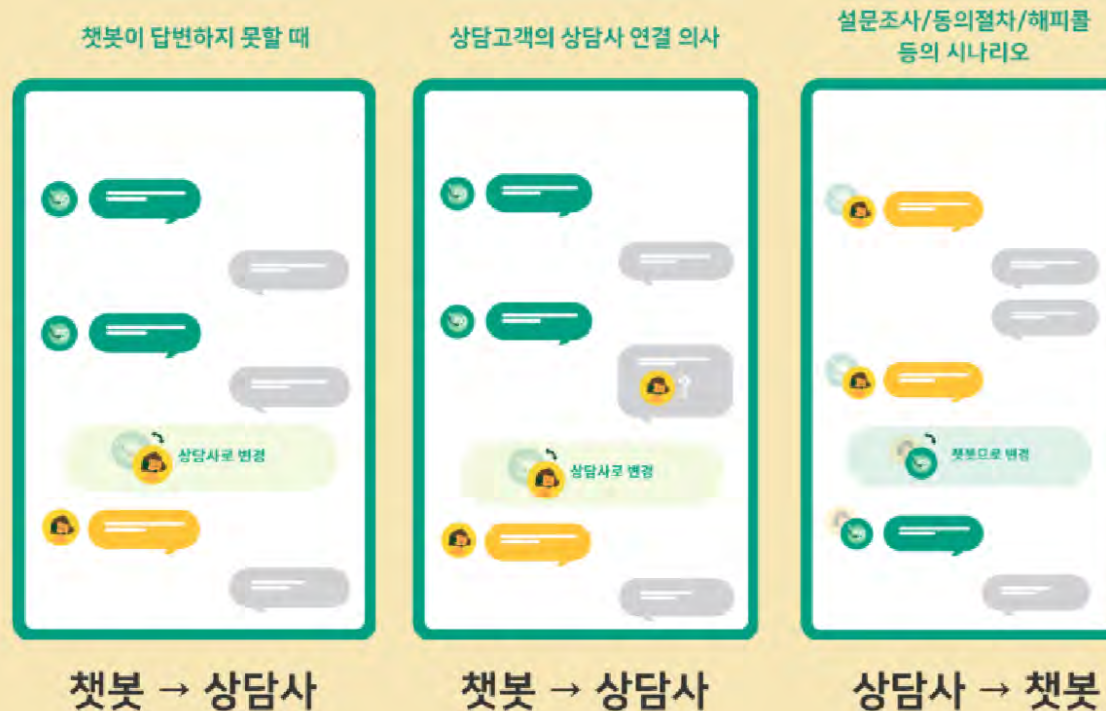 챗봇이 답변하지 못할 때
상담고객의 상담사 연결 의사
설문조사/동의절차/해피콜
등의 시나리오
상담사로 변경
?
상담사로 변경
챗봇으로 변경
챗봇 → 상담사
챗봇 → 상담사
상담사 → 챗봇